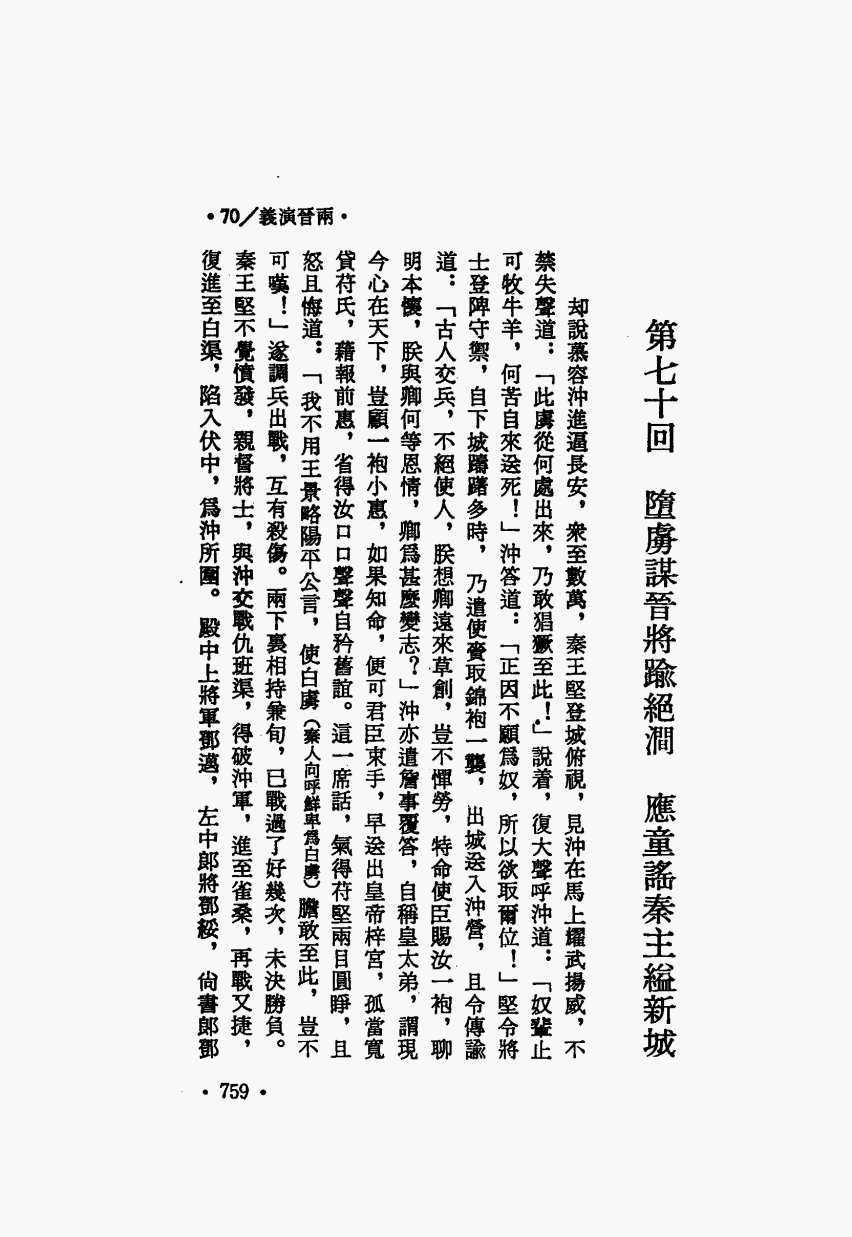 •70／義演晉兩•
第七十回　墮虜謀晉將踰絕澗　應童謠秦主縊新城
却說慕容沖進逼長安，衆至數萬，秦王堅登城俯視，見沖在馬上耀武揚威，不
禁失聲道：「此虜從何處出來，乃敢猖獗至此！」說着，復大聲呼沖道：「奴輩止
可牧牛羊，何苦自來送死！」沖答道：「正因不願爲奴，所以欲取爾位！」堅令將
士登陴守禦，自下城躊躇多時，乃遣使齎取錦袍一襲，出城送入沖營，且令傳諭
道：「古人交兵，不絕使人，朕想卿遠來草創，豈不憚勞，特命使臣賜汝一袍，聊
明本懷，朕與卿何等恩情，卿爲甚麽變志？」沖亦遣詹事覆答，自稱皇太弟，謂現
今心在天下，豈顧一袍小惠，如果知命，便可君臣束手，早送出皇帝梓宮，孤當寬
貸苻氏，藉報前惠，省得汝口口聲聲自矜舊誼。這一席話，氣得苻堅兩目圓睜，且
怒且悔道：「我不用王景略陽平公言，使白虜（秦人向呼鮮卑爲白虜）膽敢至此，豈不
可嘆！」遂調兵出戰，互有殺傷。兩下裏相持兼旬，已戰過了好幾次，未決勝負。
秦王堅不覺憤發，親督將士，與沖交戰仇班渠，得破沖軍，進至雀桑，再戰又捷，
復進至白渠，陷入伏中，爲沖所圍。殿中上將軍鄧邁，左中郎將鄧綏，尙書郎鄧
•759•